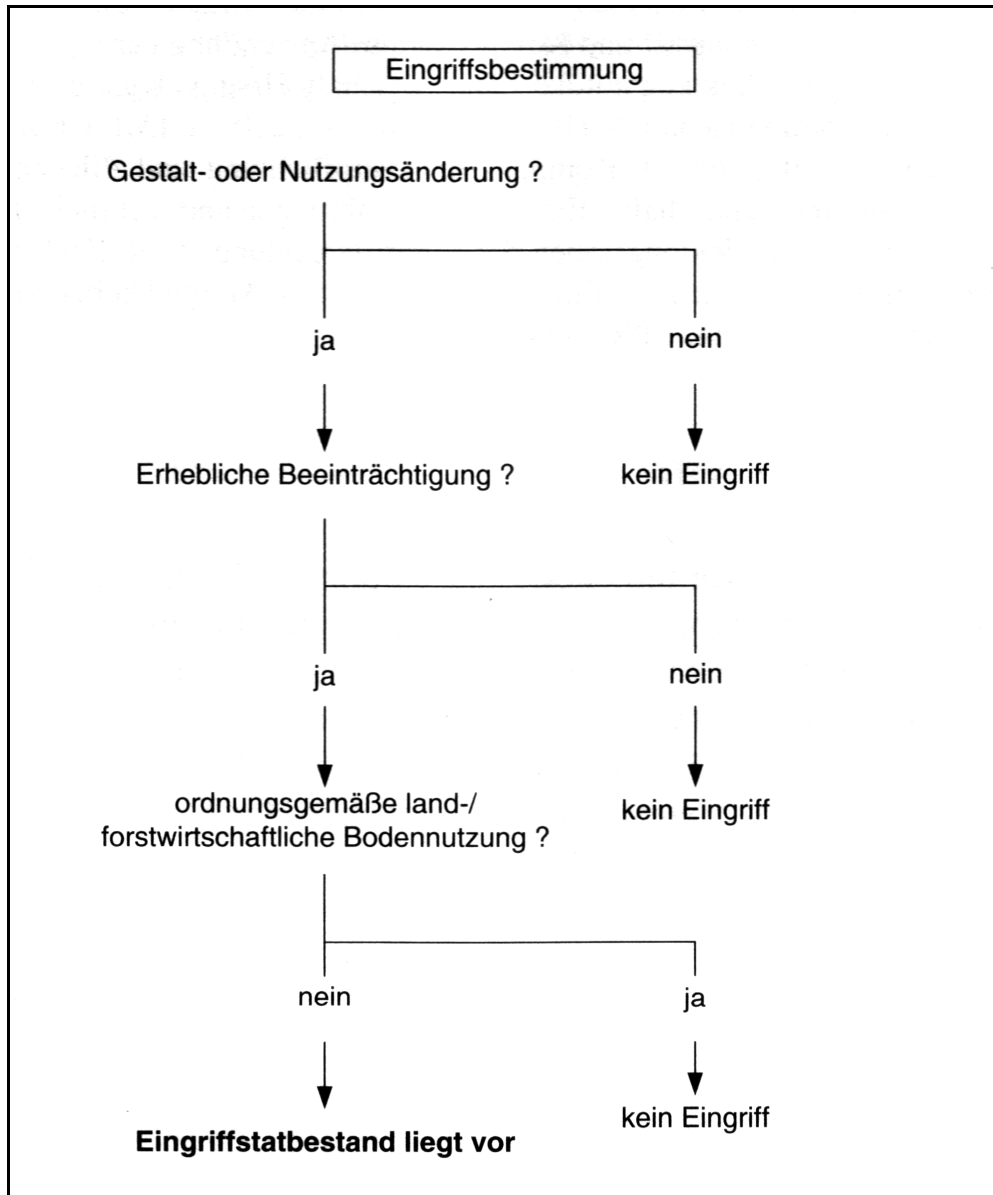 Eingriffsbestimmung
Gestalt- oder Nutzungsänderung ?
ja
nein
Erhebliche Beeinträchtigung ?
kein Eingriff
ja
nein
ordnungsgemäße land-/
forstwirtschaftliche Bodennutzung ?
kein Eingriff
nein
ja
Eingriffstatbestand liegt vor
kein Eingriff